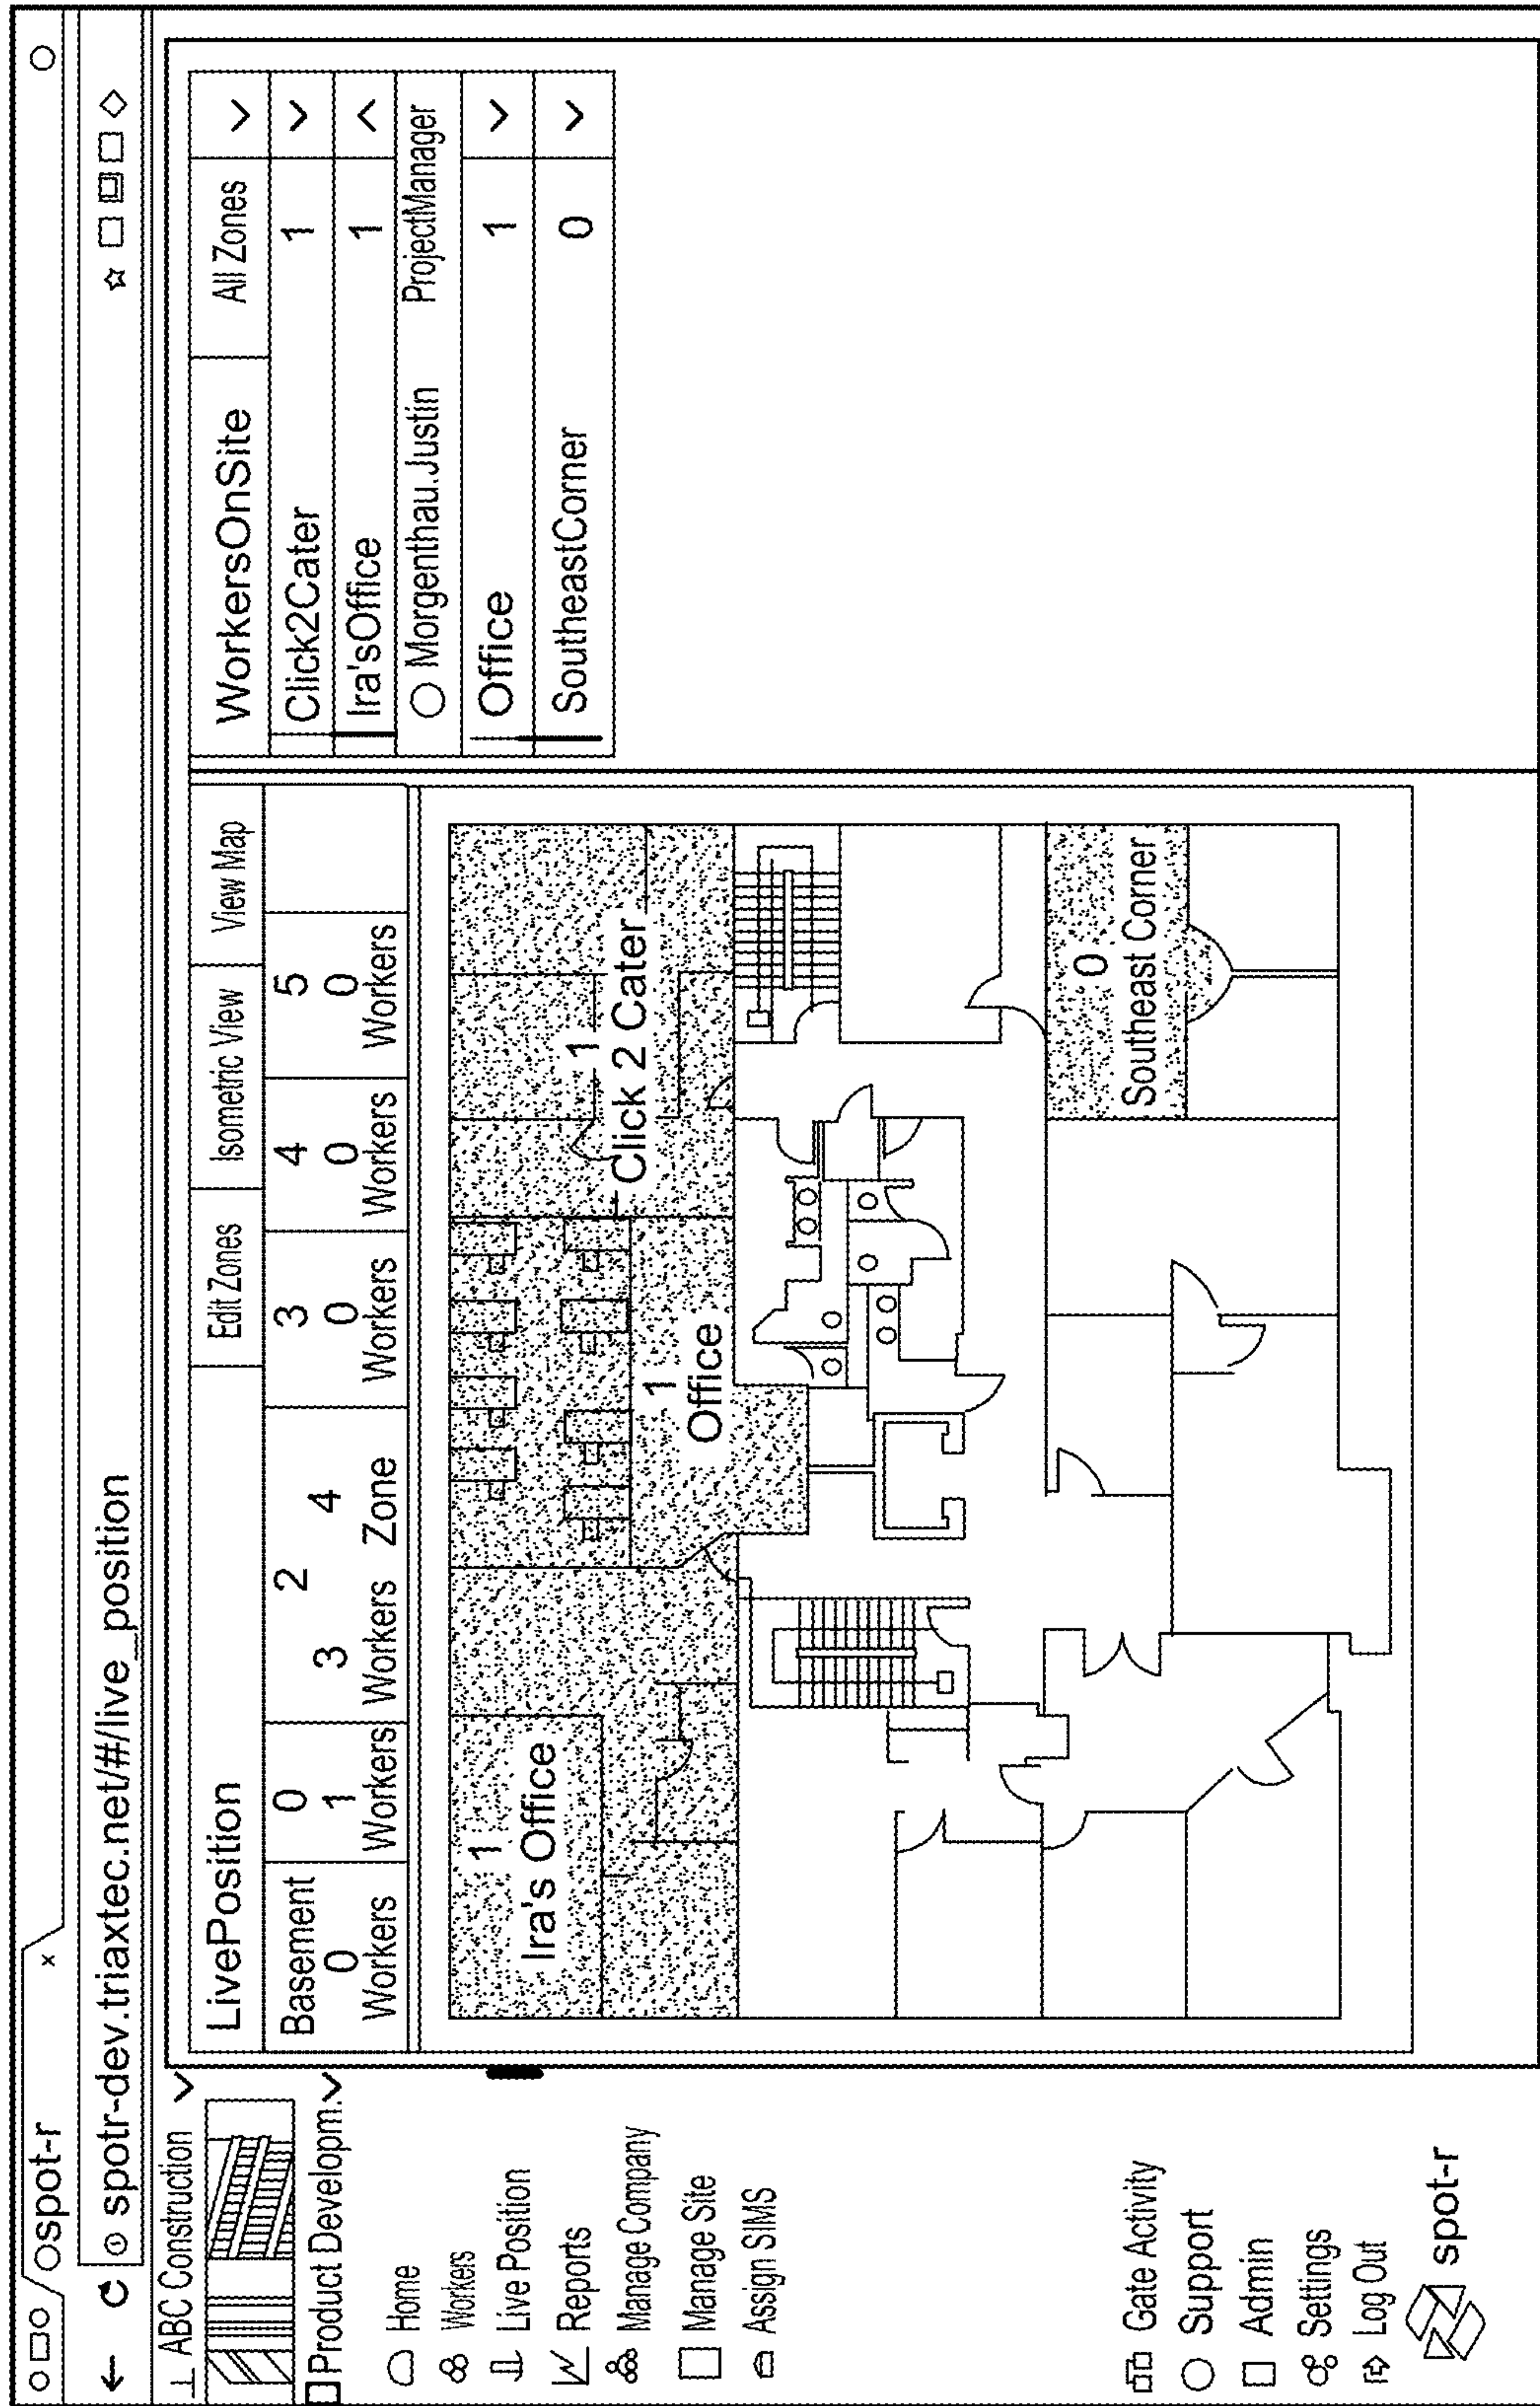 spot-r
spotr-dev.triaxtec.net/#/live_position
ABC Construction
Product Developm.
Home
Workers
Live Position
Reports
Manage Company
Manage Site
Assign SIMS
Gate Activity
Support
Admin
Settings
Log Out
spot-r
LivePosition Edit Zones Isometric View View Map
Basement 0 2 3 4 5
0 1 3 4 0 0 0
Workers Workers Workers Zone Workers Workers Workers
1
Ira's Office
1
Office
1
Click 2 Cater
0
Southeast Corner
WorkersOnSite All Zones
Click2Cater 1
Ira'sOffice 1
Morgenthau.Justin ProjectManager
Office 1
SoutheastCorner 0